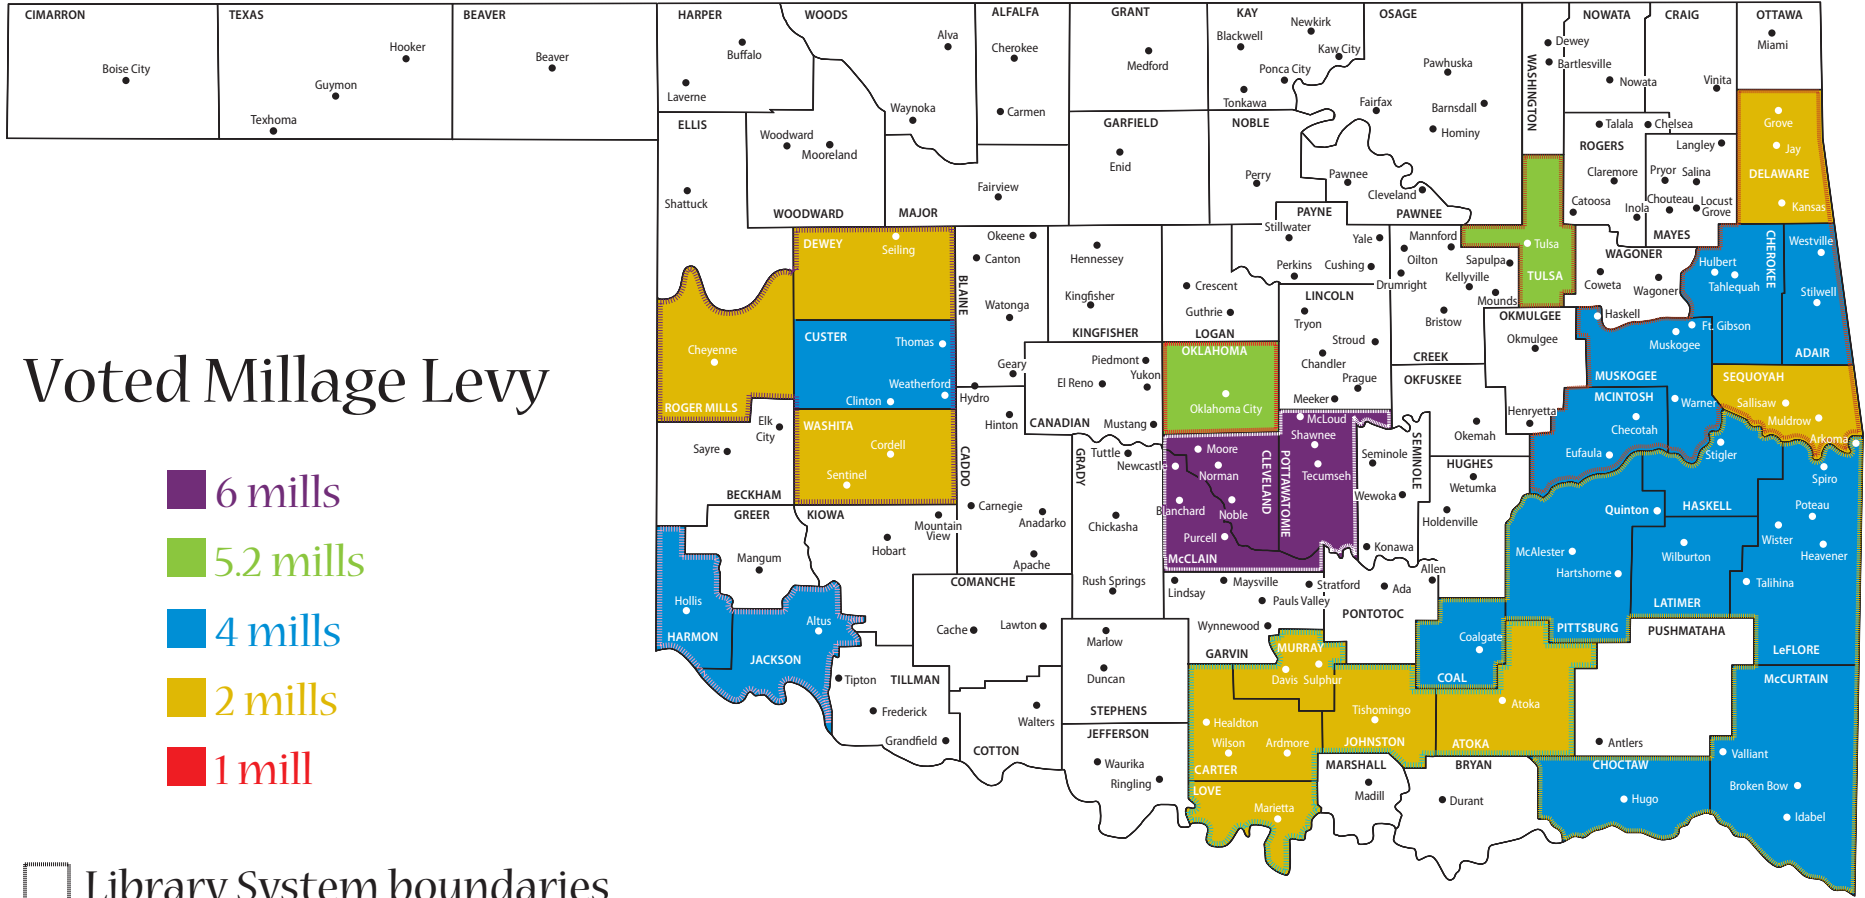 CIMARRON
Boise City
TEXAS
Hooker
Guymon
Texhoma
BEAVER
Beaver
HARPER
Buffalo
Laverne
WOODS
Alva
Waynoka
ALFALFA
Cherokee
Carmen
GRANT
Medford
KAY
Newkirk
Blackwell
Kaw City
Ponca City
Tonkawa
OSAGE
Pawhuska
Fairfax
Barnsdall
Hominy
WASHINGTON
Dewey
Bartlesville
NOWATA
Nowata
CRAIG
Vinita
OTTAWA
Miami
ELLIS
Shattuck
Woodward
Mooreland
WOODWARD
Fairview
MAJOR
GARFIELD
Enid
NOBLE
Perry
Pawnee
Cleveland
PAWNEE
PAYNE
Stillwater
Yale
Perkins
Cushing
Talala
Chelsea
ROGERS
Claremore
Catoosa
Inola
Langley
Pryor
Salina
Chouteau
Locust
Grove
MAYES
Grove
Jay
DELAWARE
Kansas
DEWEY
Seiling
Okeene
Canton
BLAINE
Watonga
Geary
Hydro
Hennessey
Kingfisher
KINGFISHER
Crescent
Guthrie
LOGAN
LINCOLN
Tryon
Stroud
Chandler
Prague
Meeker
Mannford
Oilton
Sapulpa
Kellyville
Drumright
Mounds
Bristow
CREEK
Tulsa
TULSA
WAGONER
Coweta
Wagoner
CHEROKEE
Hulbert
Tahlequah
Westville
Stilwell
ADAIR
Cheyenne
ROGER MILLS
CUSTER
Thomas
Weatherford
Clinton
Piedmont
Yukon
El Reno
CANADIAN
Mustang
OKLAHOMA
Oklahoma City
OKFUSKEE
Okemah
OKMULGEE
Okmulgee
Henryetta
Haskell
Ft. Gibson
Muskogee
MUSKOGEE
Warner
MCINTOSH
Checotah
Eufaula
SEQUOYAH
Sallisaw
Muldrow
Arkoma
Voted Millage Levy
6 mills
5.2 mills
4 mills
2 mills
1 mill
Library System boundaries
Elk
City
Sayre
BECKHAM
WASHITA
Cordell
Sentinel
Hinton
CADDO
Carnegie
Anadarko
Apache
GRADY
Tuttle
Newcastle
Chickasha
Rush Springs
Moore
Norman
CLEVELAND
Blanchard
Noble
Purcell
McCLAIN
McLoud
Shawnee
Tecumseh
POTTAWATOMIE
Seminole
SEMINOLE
Wewoka
Konawa
HUGHES
Wetumka
Holdenville
Allen
Stigler
HASKELL
Quinton
McAlester
Hartshorne
PITTSBURG
Wilburton
LATIMER
Spiro
Poteau
Wister
Heavener
Talihina
LeFLORE
GREER
Mangum
KIOWA
Mountain
View
Hobart
Hollis
HARMON
Altus
JACKSON
Tipton
TILLMAN
Frederick
Grandfield
COMANCHE
Cache
Lawton
Walters
COTTON
Marlow
Duncan
STEPHENS
JEFFERSON
Waurika
Ringling
Lindsay
Maysville
Stratford
Pauls Valley
Wynnewood
GARVIN
PONTOTOC
Ada
MURRAY
Davis
Sulphur
Healdton
Wilson
Ardmore
CARTER
LOVE
Marietta
Tishomingo
JOHNSTON
MARSHALL
Madill
Coalgate
COAL
Atoka
ATOKA
BRYAN
Durant
PUSHMATAHA
Antlers
CHOCTAW
Hugo
McCURTAIN
Valliant
Broken Bow
Idabel